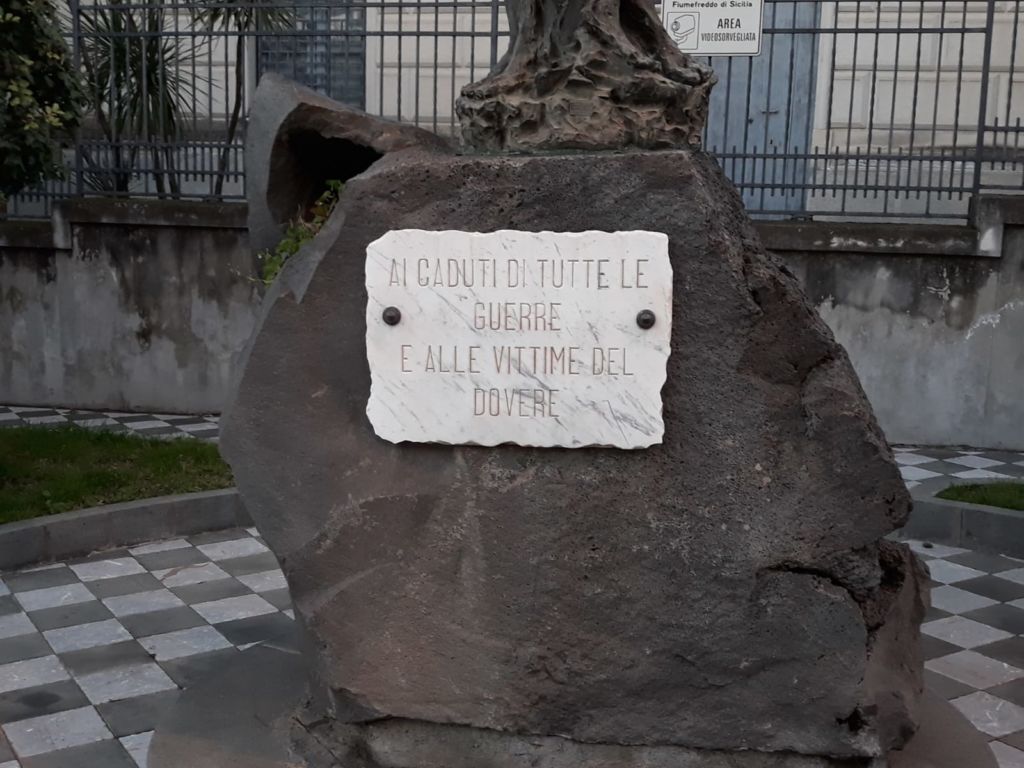 Fiumefreddo di Sicilia
AREA
VIDEOSORVEGLIATA
AI CADUTI DI TUTTE LE
GUERRE
E ALLE VITTIME DEL
DOVERE